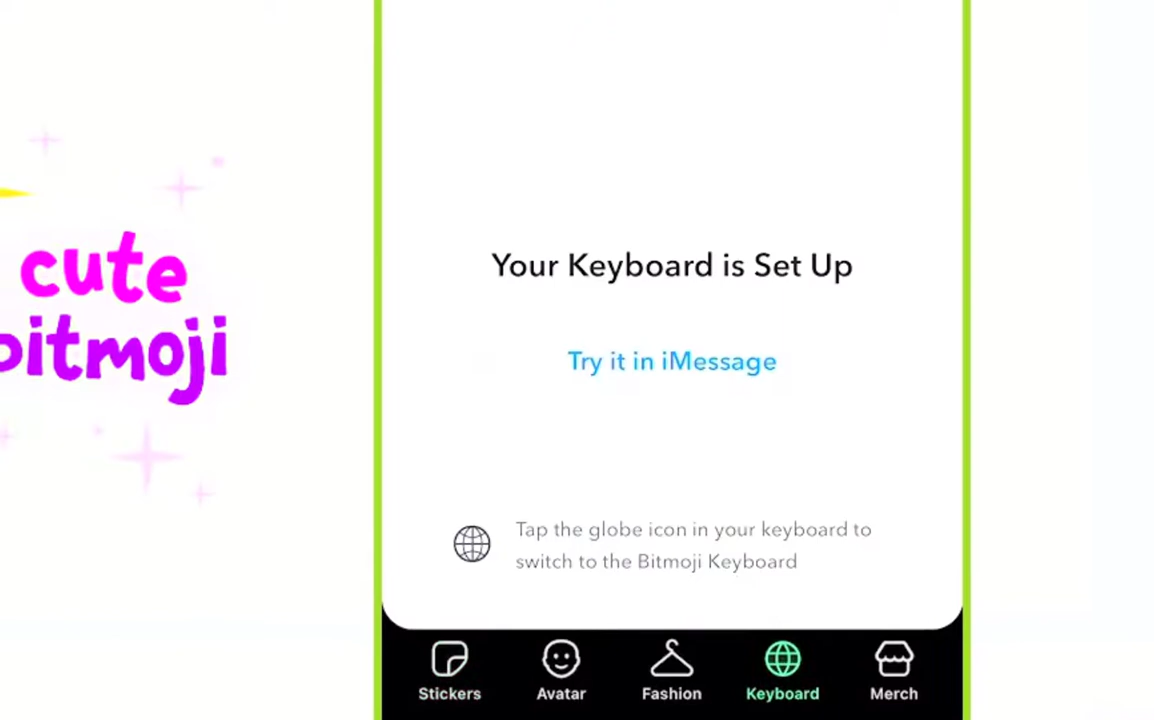 cute
bitmoji
Your Keyboard is Set Up
Try it in iMessage
Tap the globe icon in your keyboard to
switch to the Bitmoji Keyboard
Stickers
Avatar
Fashion
Keyboard
Merch